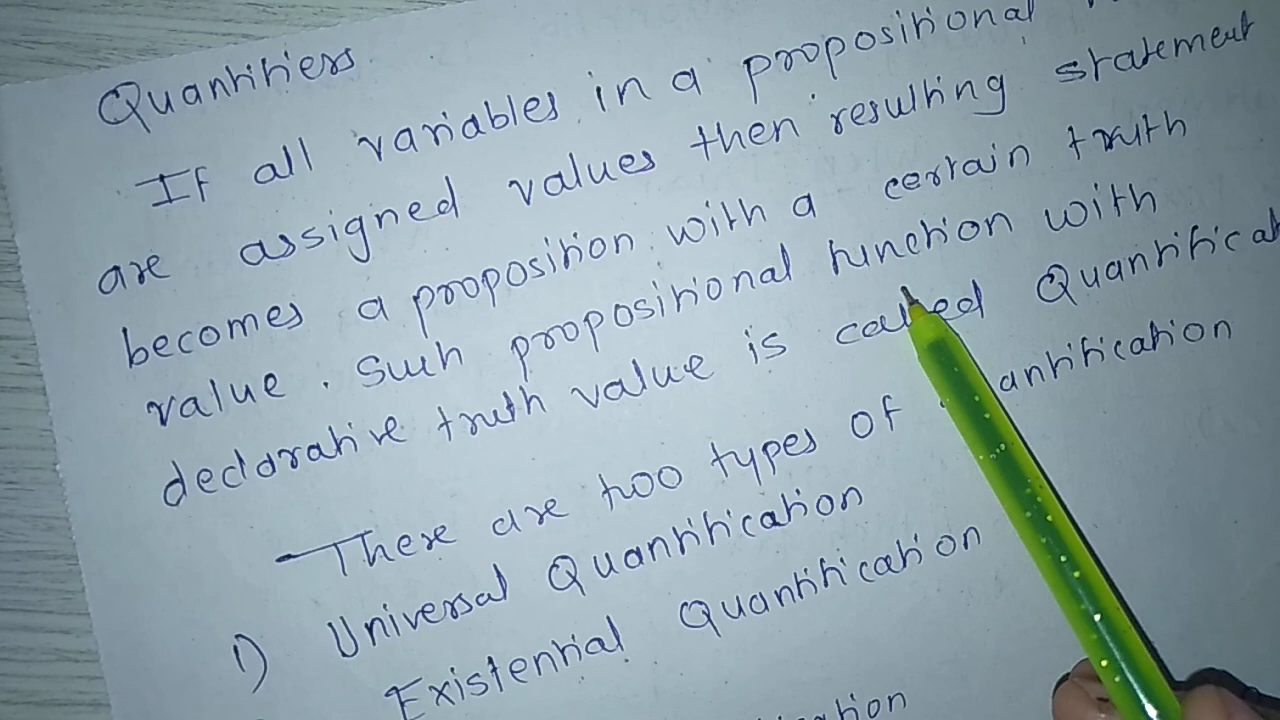 Quantifiers
If all variables in a propositional
are assigned values then resulting statement
becomes a proposition with a certain truth
value. Such propositional function with
declarative truth value is called
There are two types of
1) Universal Quantification
Existential Quantification